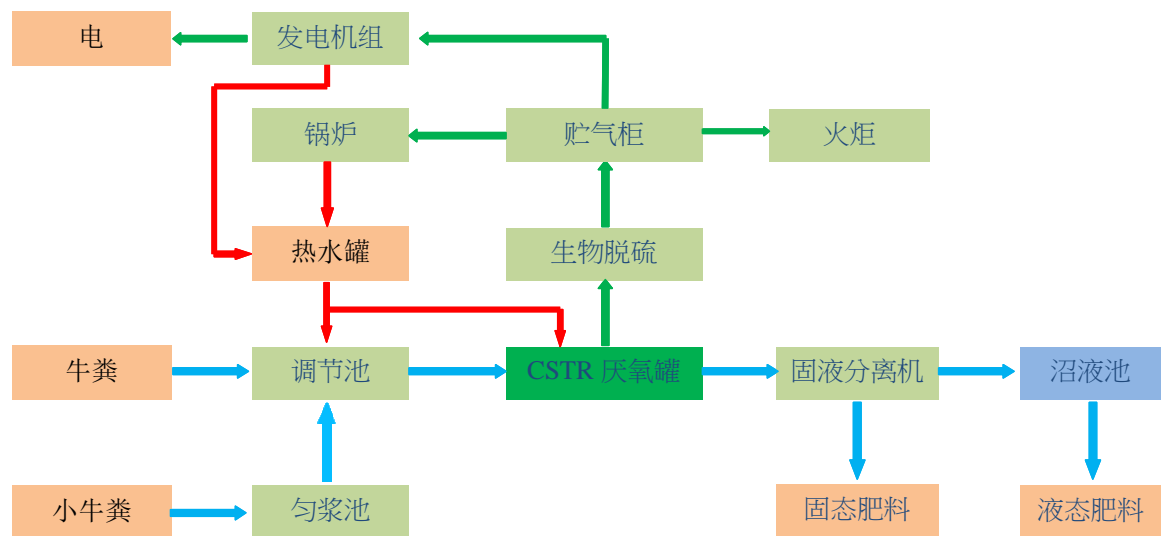 电
发电机组
锅炉
贮气柜
火炬
热水罐
生物脱硫
牛粪
调节池
CSTR 厌氧罐
固液分离机
沼液池
小牛粪
匀浆池
固态肥料
液态肥料